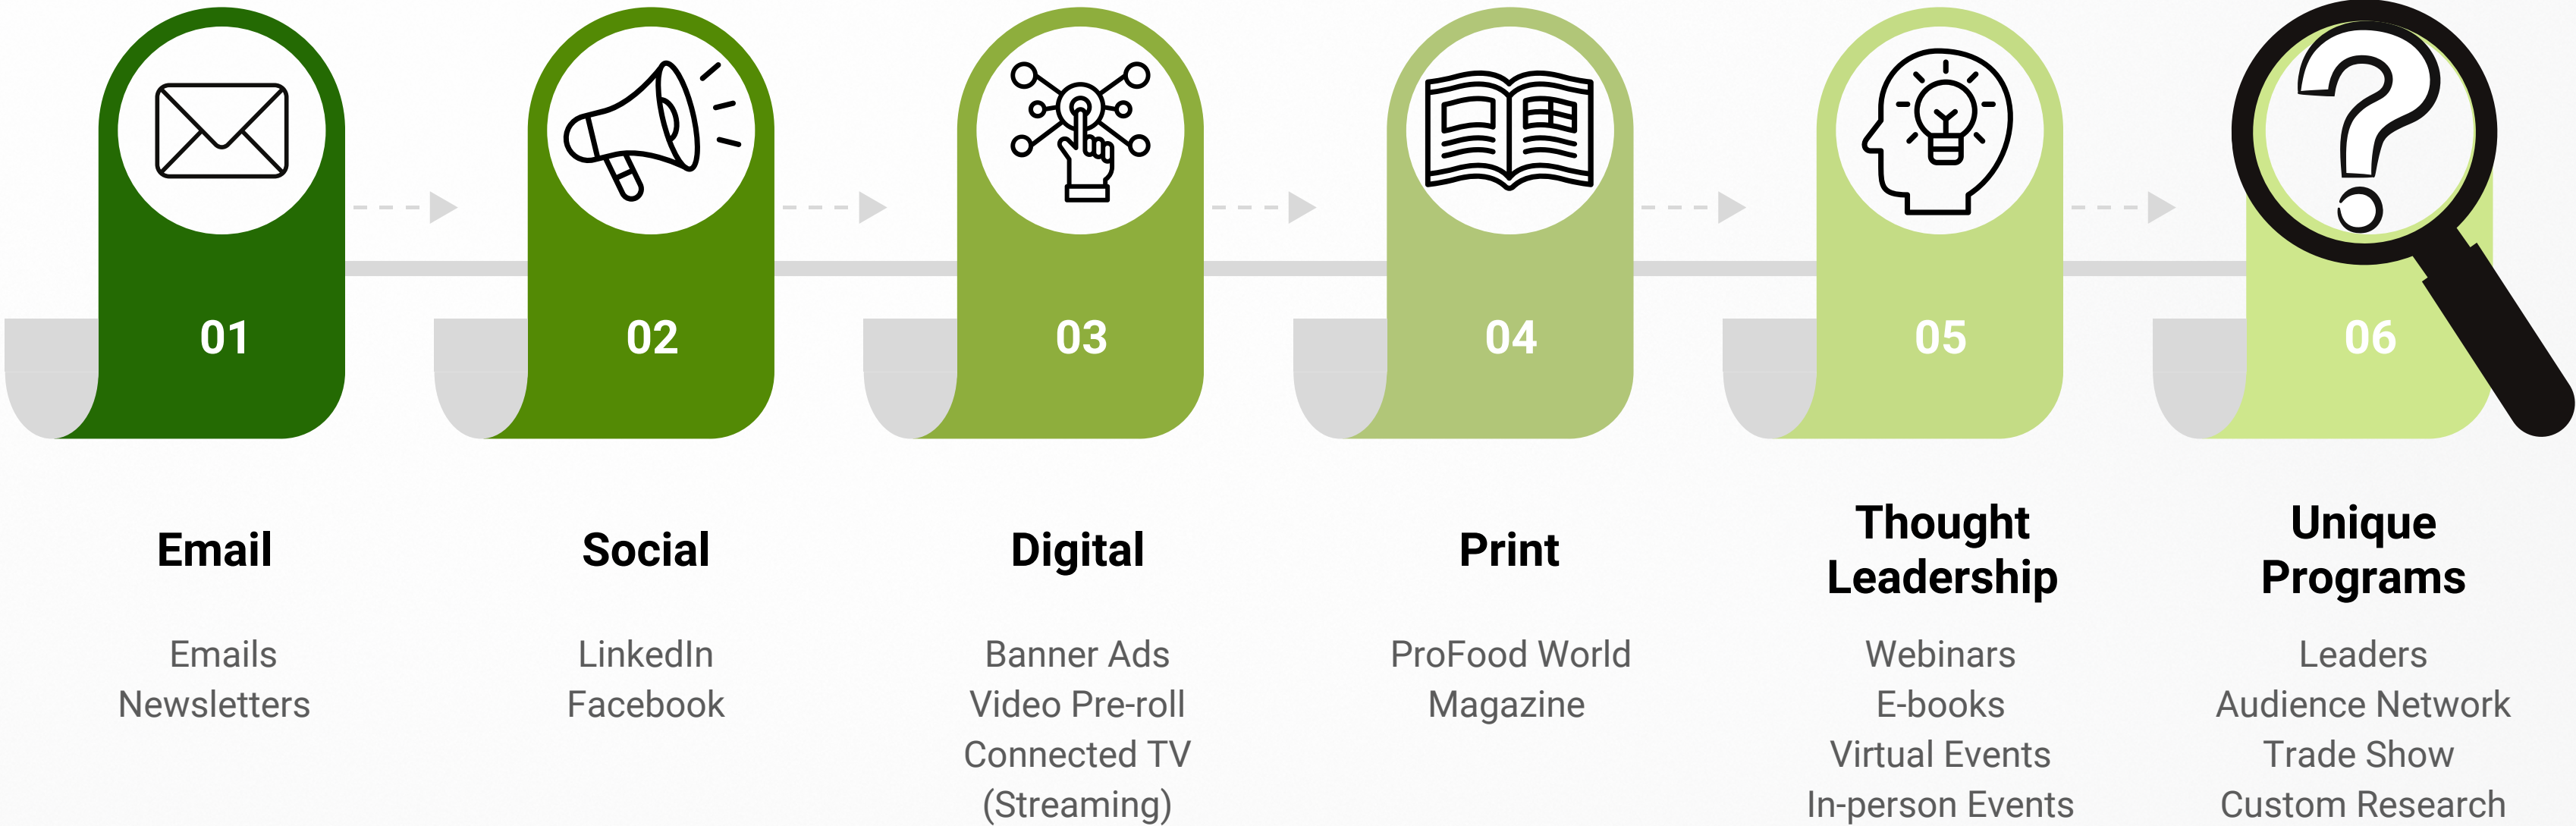 01
02
03
04
05
06
Email
Emails
Newsletters
Social
LinkedIn
Facebook
Digital
Banner Ads
Video Pre-roll
Connected TV
(Streaming)
Print
ProFood World
Magazine
Thought
Leadership
Webinars
E-books
Virtual Events
In-person Events
Unique
Programs
Leaders
Audience Network
Trade Show
Custom Research